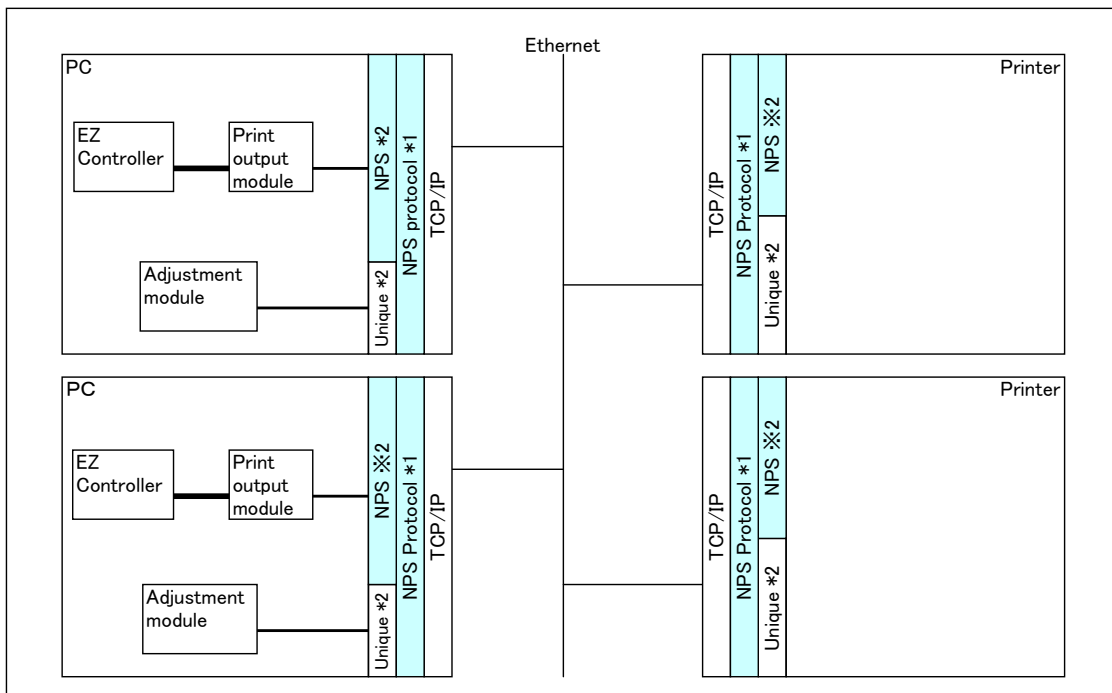 Ethernet
PC
EZ
Controller
Print
output
module
Adjustment
module
NPS *2
Unique *2
NPS protocol *1
TCP/IP
Printer
TCP/IP
NPS Protocol *1
NPS ※2
Unique *2
PC
EZ
Controller
Print
output
module
Adjustment
module
NPS ※2
Unique *2
NPS Protocol *1
TCP/IP
Printer
TCP/IP
NPS Protocol *1
NPS ※2
Unique *2